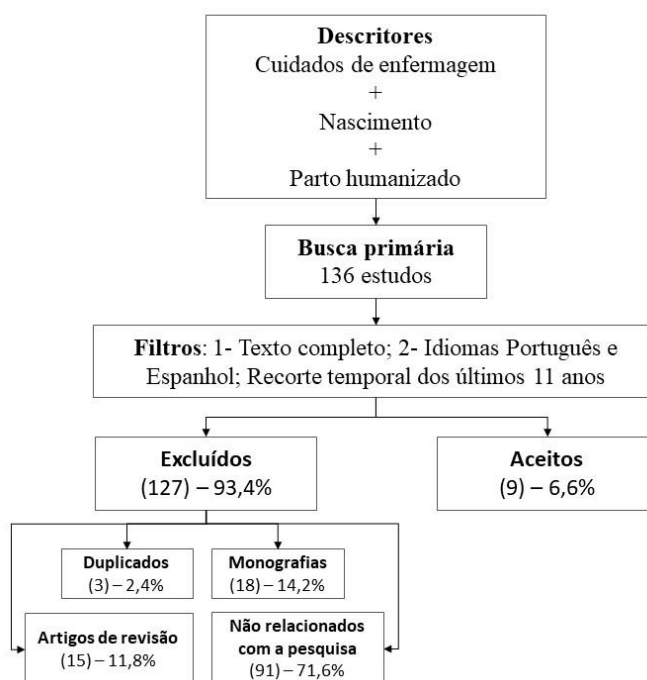 Descritores
Cuidados de enfermagem
+
Nascimento
+
Parto humanizado
Busca primária
136 estudos
Filtros: 1- Texto completo; 2- Idiomas Português e
Espanhol; Recorte temporal dos últimos 11 anos
Excluídos
(127) – 93,4%
Aceitos
(9) – 6,6%
Duplicados
(3) – 2,4%
Monografias
(18) – 14,2%
Artigos de revisão
(15) – 11,8%
Não relacionados
com a pesquisa
(91) – 71,6%